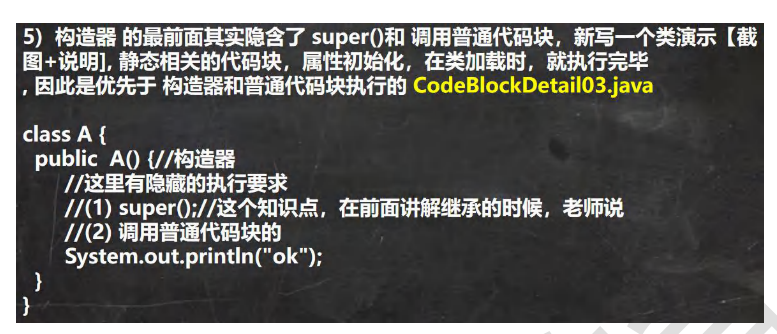 5）构造器 的最前面其实隐含了 super()和 调用普通代码块，新写一个类演示【截
图+说明], 静态相关的代码块，属性初始化，在类加载时，就执行完毕
, 因此是优先于 构造器和普通代码块执行的 CodeBlockDetail03.java
class A {
public A() {//构造器
//这里有隐藏的执行要求
//(1) super();//这个知识点，在前面讲解继承的时候，老师说
//(2) 调用普通代码块的
System.out.println("ok");
}
}